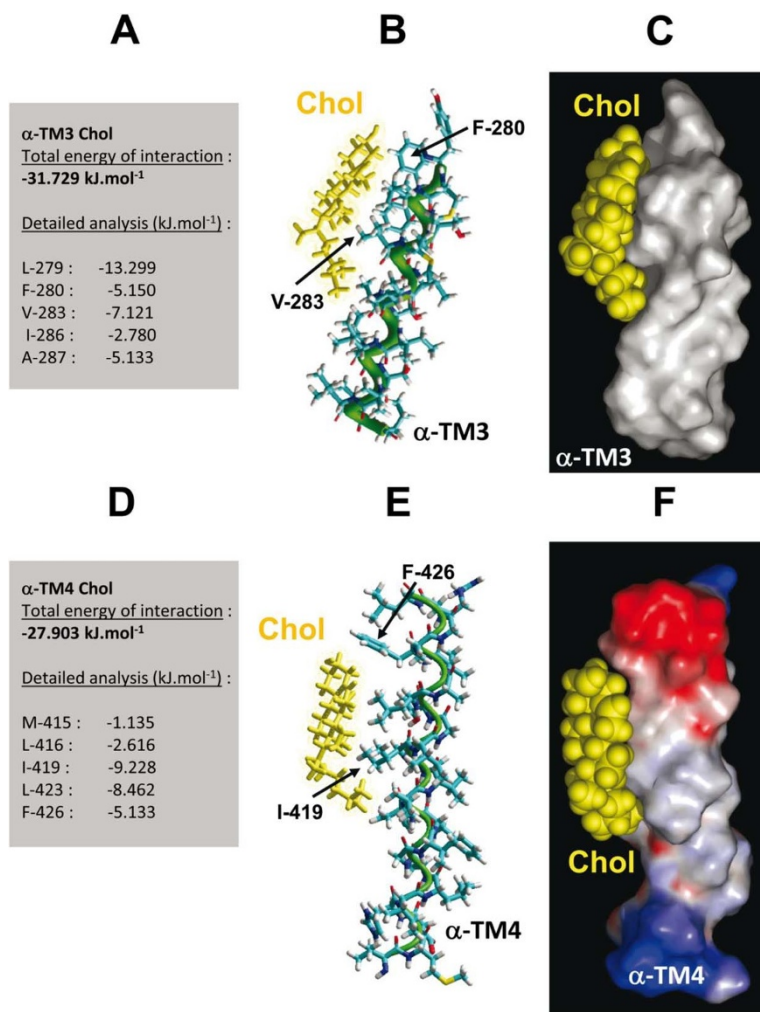 A
B
C
α-TM3 Chol
Total energy of interaction :
-31.729 kJ.mol⁻¹
Detailed analysis (kJ.mol⁻¹) :
L-279 : -13.299
F-280 : -5.150
V-283 : -7.121
I-286 : -2.780
A-287 : -5.133
Chol
F-280
V-283
α-TM3
Chol
α-TM3
D
E
F
α-TM4 Chol
Total energy of interaction :
-27.903 kJ.mol⁻¹
Detailed analysis (kJ.mol⁻¹) :
M-415 : -1.135
L-416 : -2.616
I-419 : -9.228
L-423 : -8.462
F-426 : -5.133
F-426
Chol
I-419
α-TM4
Chol
α-TM4